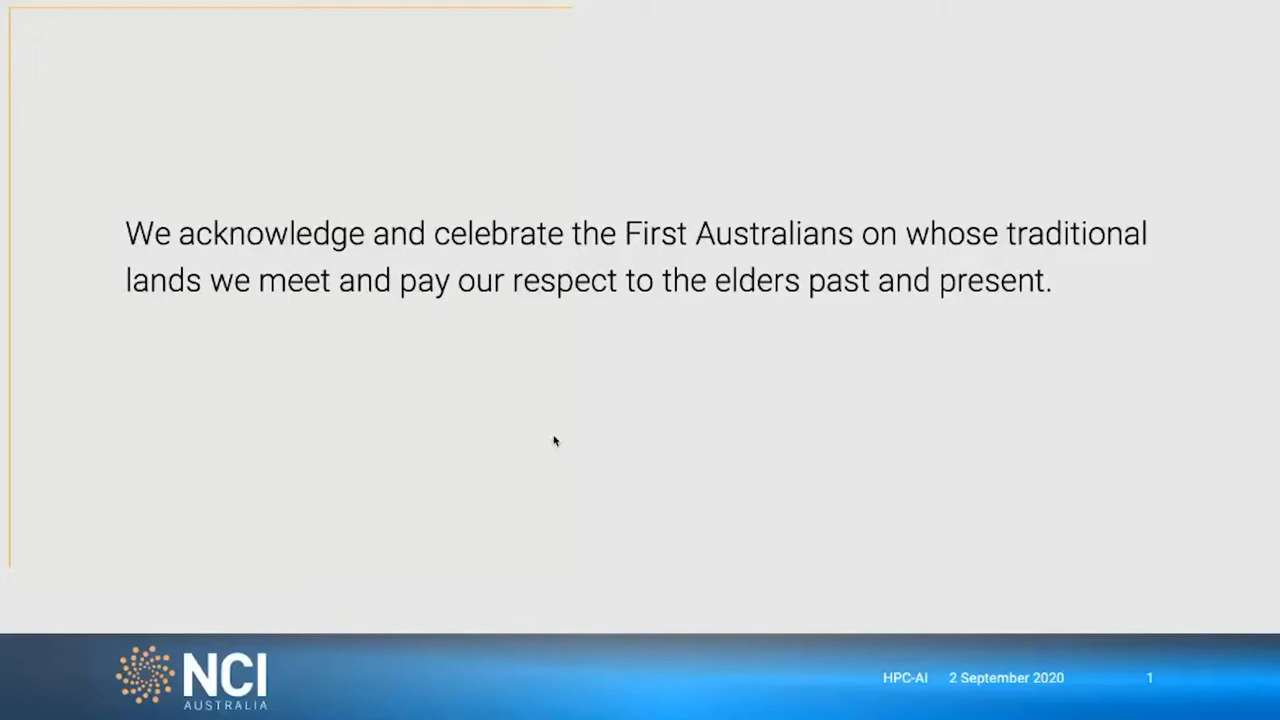 We acknowledge and celebrate the First Australians on whose traditional
lands we meet and pay our respect to the elders past and present.
NCI
AUSTRALIA
HPC-AI 2 September 2020 1